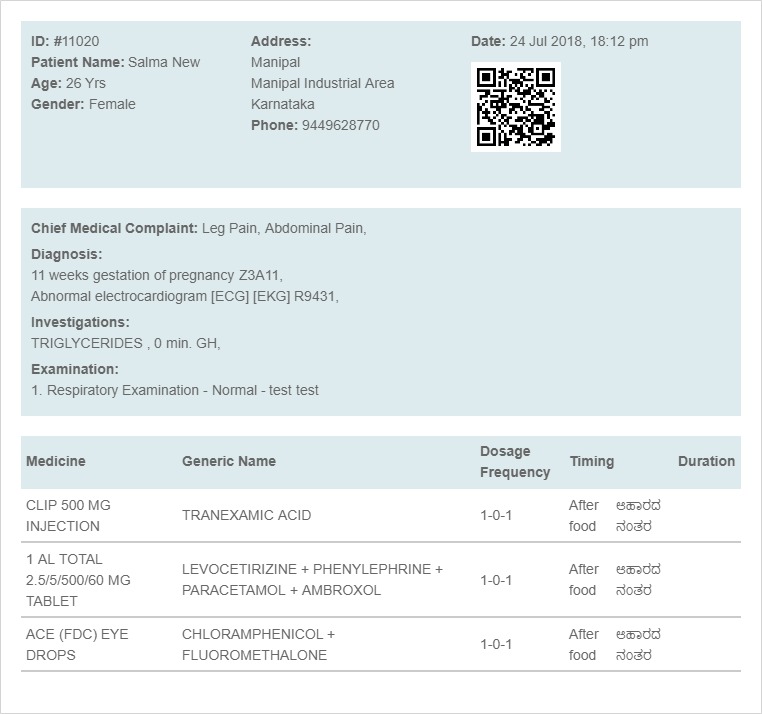 ID: #11020
Patient Name: Salma New
Age: 26 Yrs
Gender: Female
Address:
Manipal
Manipal Industrial Area
Karnataka
Phone: 9449628770
Date: 24 Jul 2018, 18:12 pm
Chief Medical Complaint: Leg Pain, Abdominal Pain,
Diagnosis:
11 weeks gestation of pregnancy Z3A11,
Abnormal electrocardiogram [ECG] [EKG] R9431,
Investigations:
TRIGLYCERIDES , 0 min. GH,
Examination:
1. Respiratory Examination - Normal - test test
Medicine Generic Name Dosage Frequency Timing Duration
CLIP 500 MG
INJECTION
TRANEXAMIC ACID
1-0-1
After
food
ಆಹಾರದ
ನಂತರ
1 AL TOTAL
2.5/5/500/60 MG
TABLET
LEVOCETIRIZINE + PHENYLEPHRINE +
PARACETAMOL + AMBROXOL
1-0-1
After
food
ಆಹಾರದ
ನಂತರ
ACE (FDC) EYE
DROPS
CHLORAMPHENICOL +
FLUOROMETHALONE
1-0-1
After
food
ಆಹಾರದ
ನಂತರ